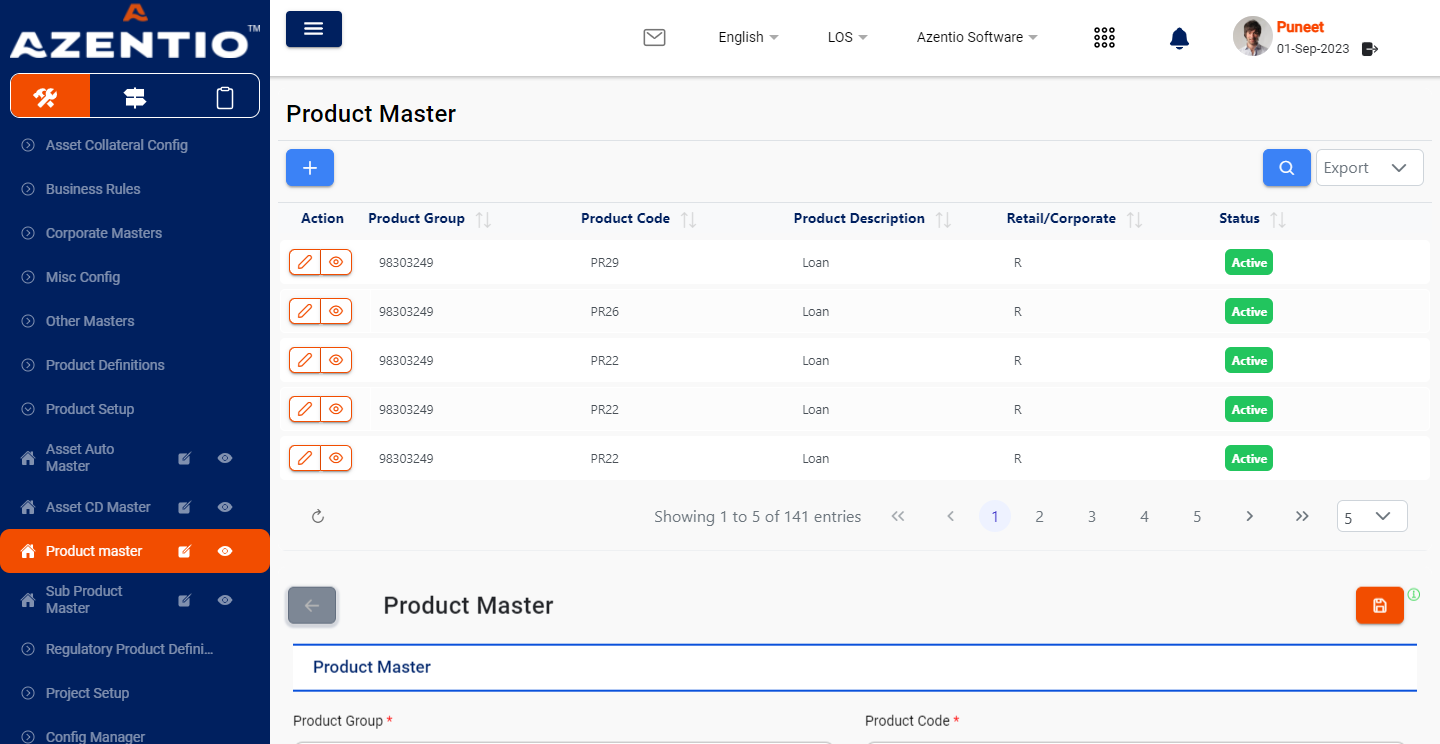 AZENTIO™
English
LOS
Azentio Software
Puneet
01-Sep-2023
Asset Collateral Config
Business Rules
Corporate Masters
Misc Config
Other Masters
Product Definitions
Product Setup
Asset Auto
Master
Asset CD Master
Product master
Sub Product
Master
Regulatory Product Defini...
Project Setup
Config Manager
Product Master
Export
Action Product Group Product Code Product Description Retail/Corporate Status
98303249 PR29 Loan R Active
98303249 PR26 Loan R Active
98303249 PR22 Loan R Active
98303249 PR22 Loan R Active
98303249 PR22 Loan R Active
Showing 1 to 5 of 141 entries 1 2 3 4 5 5
Product Master
Product Master
Product Group * Product Code *